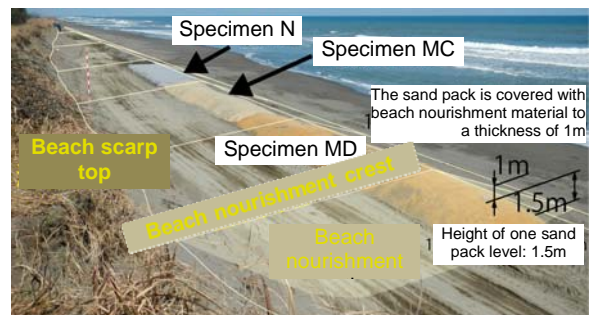 Specimen N
Specimen MC
The sand pack is covered with
beach nourishment material to
a thickness of 1m
Beach scarp
top
Specimen MD
1m
1.5m
Beach nourishment crest
Beach
nourishment
Height of one sand
pack level: 1.5m